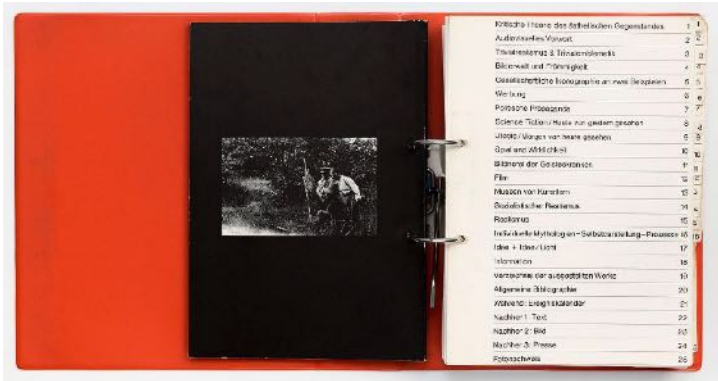 Kritische Theorie des ästhetischen Gegenstandes 1
Audiovisuelles Vorwort 2
Trivialrealismus & Trivialemblematik 3
Bilderwelt und Frömmigkeit 4
Gesellschaftliche Ikonographie an zwei Beispielen 5
Werbung 6
Politische Propaganda 7
Science Fiction / Heute von gestern gesehen 8
Utopie / Morgen von heute gesehen 9
Spiel und Wirklichkeit 10
Bildnerei der Geisteskranken 11
Film 12
Museen von Künstlern 13
Sozialistischer Realismus 14
Realismus 15
Individuelle Mythologien – Selbstdarstellung – Prozesse 16
Idee + Idee / Licht 17
Information 18
Verzeichnis der ausgestellten Werke 19
Allgemeine Bibliographie 20
Während: Ereigniskalender 21
Nachher 1: Text 22
Nachher 2: Bild 23
Nachher 3: Presse 24
Fotonachweis 25